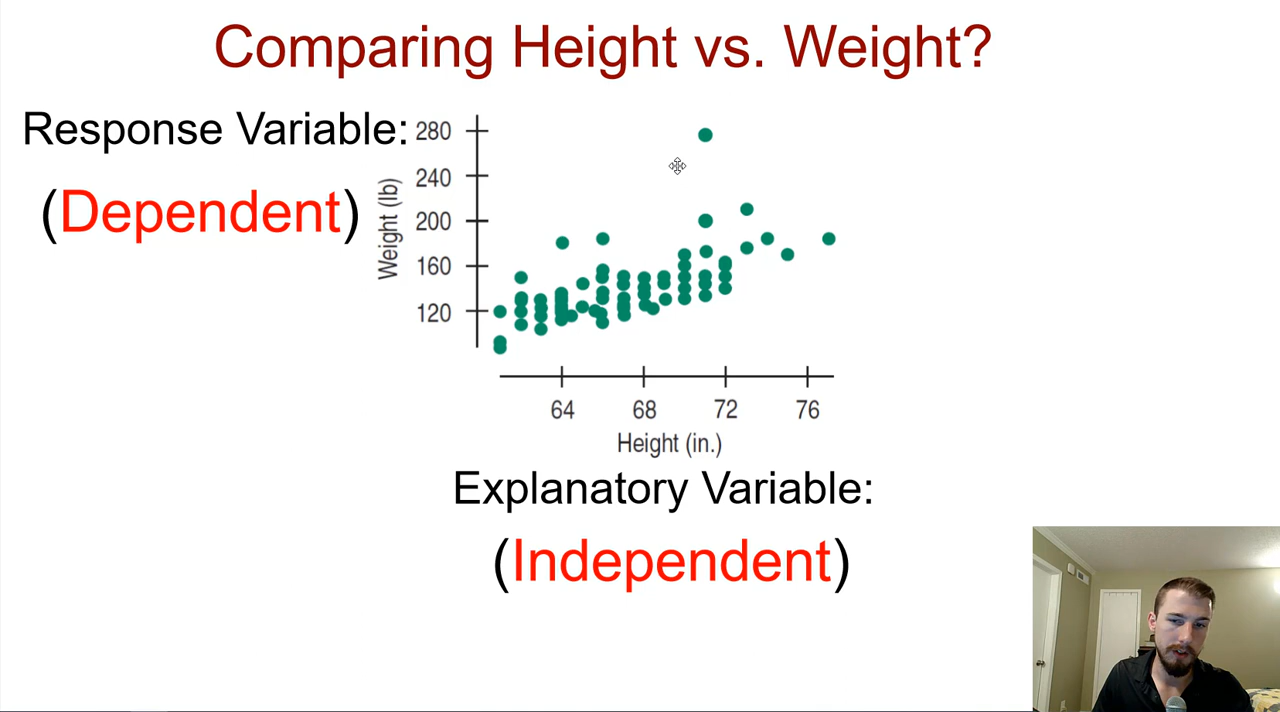 Comparing Height vs. Weight?
Response Variable:
(Dependent)
Weight (lb)
280
240
200
160
120
64 68 72 76
Height (in.)
Explanatory Variable:
(Independent)